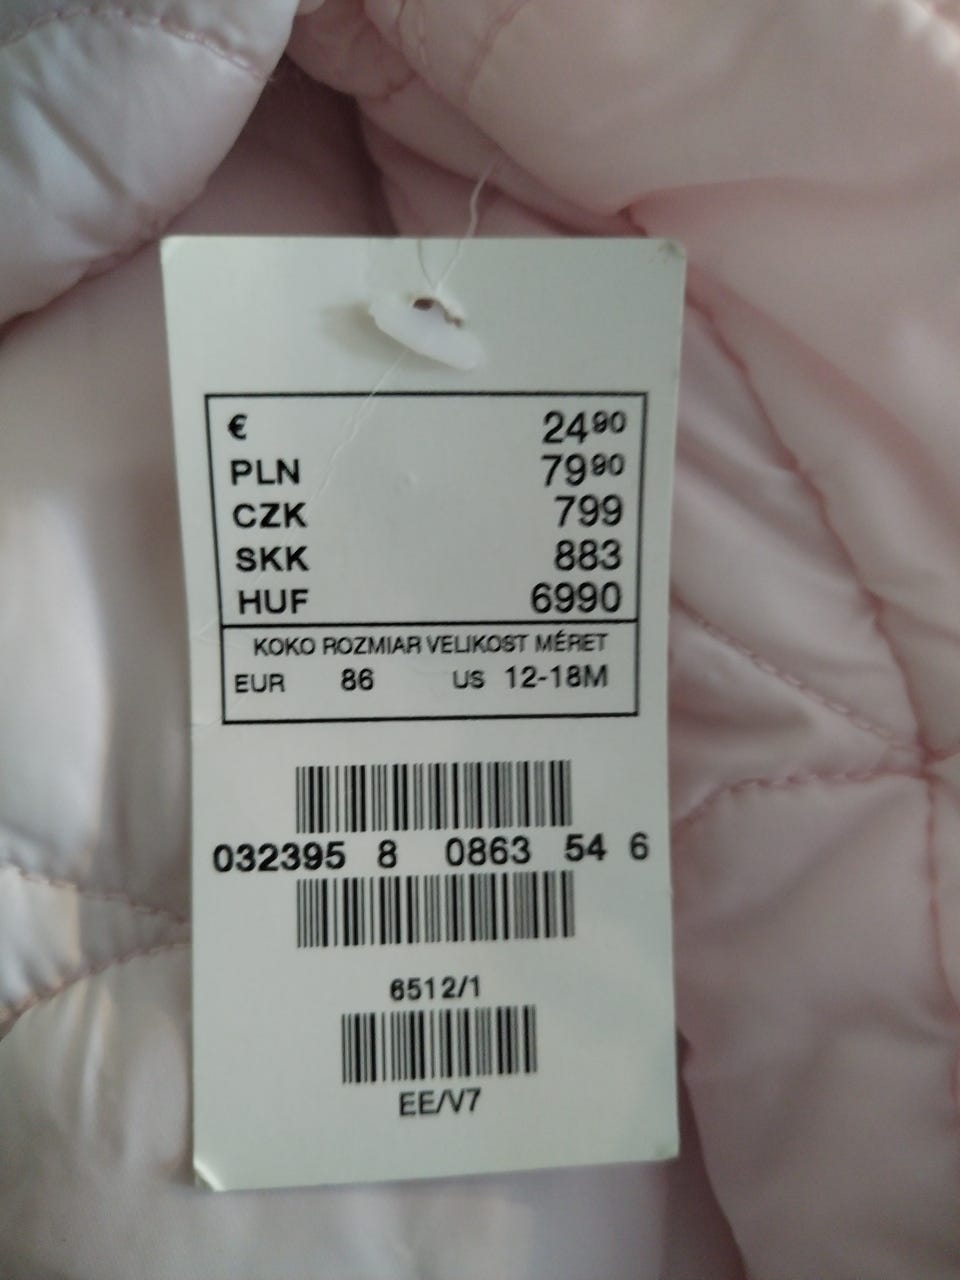 € 24.90
PLN 79.90
CZK 799
SKK 883
HUF 6990
KOKO ROZMIAR VELIKOST MÉRET
EUR 86 US 12-18M
032395 8 0863 54 6
6512/1
EE/V7